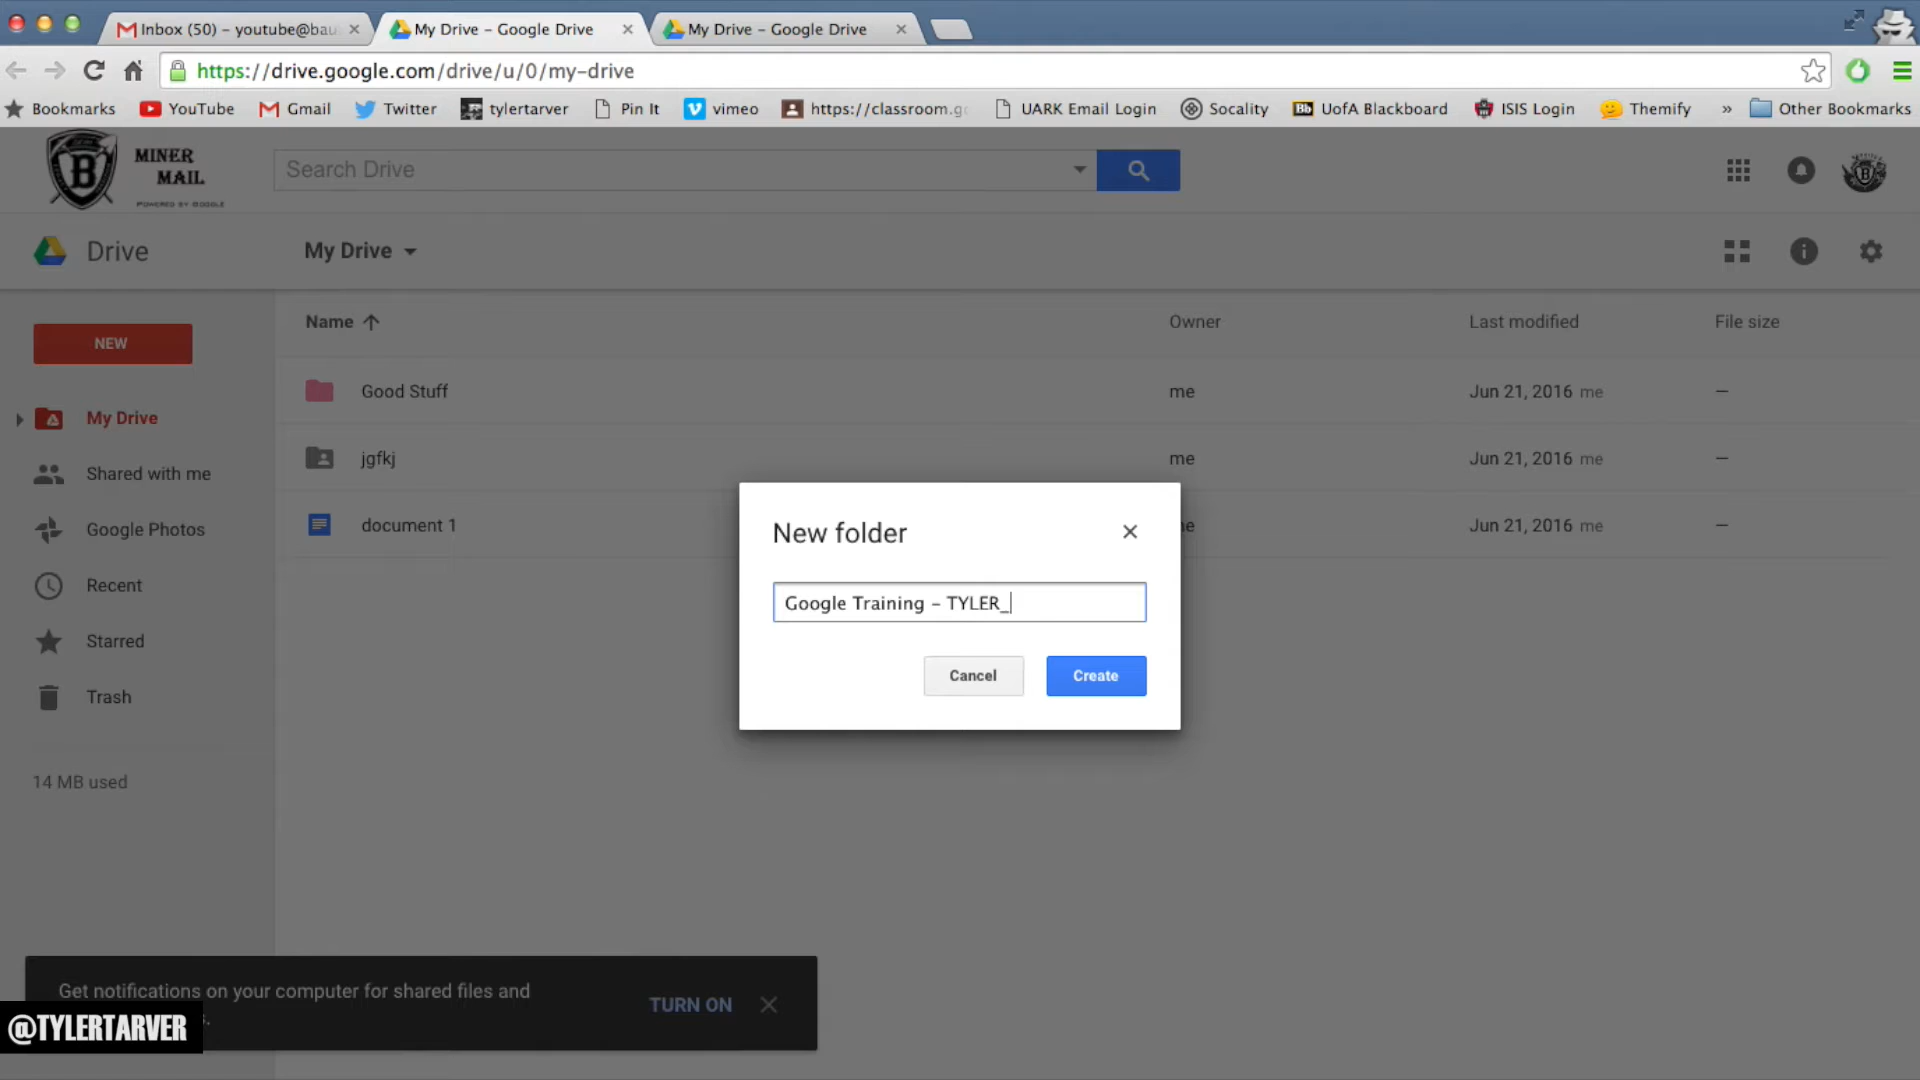 Inbox (50) – youtube@bau
My Drive – Google Drive
My Drive – Google Drive
https://drive.google.com/drive/u/0/my-drive
Bookmarks YouTube Gmail Twitter tylertarver Pin It vimeo https://classroom.g UARK Email Login Socality Bb UofA Blackboard ISIS Login Themify » Other Bookmarks
B MINER
MAIL
POWERED BY GOOGLE
Search Drive
Drive
My Drive
NEW
My Drive
Shared with me
Google Photos
Recent
Starred
Trash
14 MB used
Name Owner Last modified File size
Good Stuff me Jun 21, 2016 me –
jgfkj me Jun 21, 2016 me –
document 1 me Jun 21, 2016 me –
New folder
Google Training – TYLER_
Cancel Create
Get notifications on your computer for shared files and
TURN ON
@TYLERTARVER